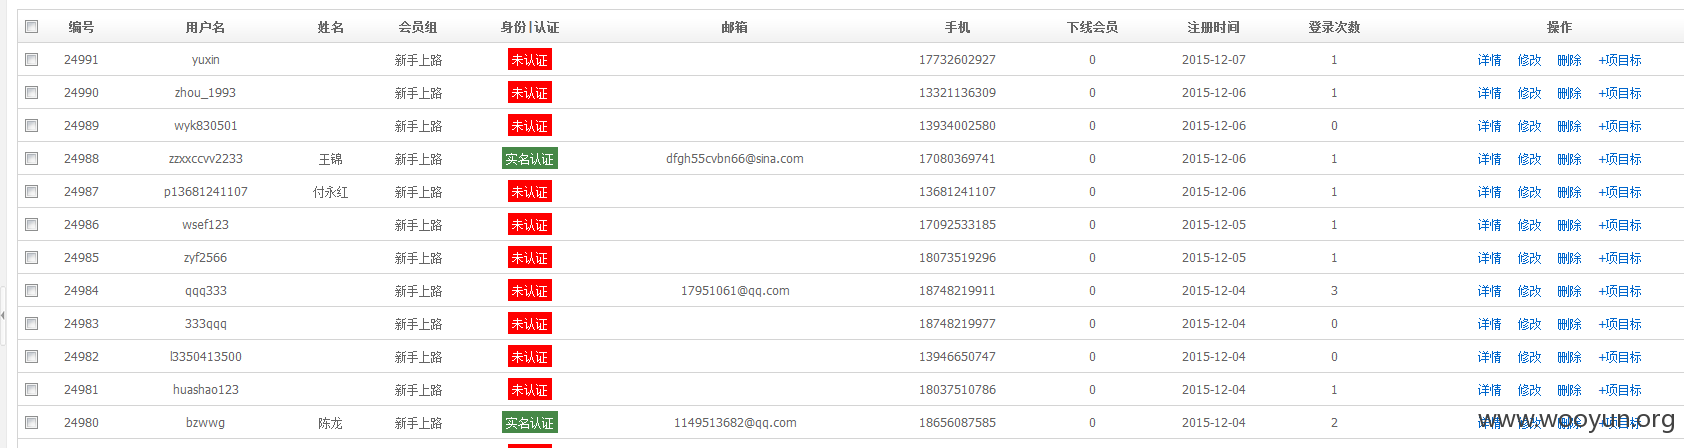 编号 用户名 姓名 会员组 身份|认证 邮箱 手机 下线会员 注册时间 登录次数 操作
24991 yuxin 新手上路 未认证 17732602927 0 2015-12-07 1 详情 修改 删除 +项目标
24990 zhou_1993 新手上路 未认证 13321136309 0 2015-12-06 1 详情 修改 删除 +项目标
24989 wyk830501 新手上路 未认证 13934002580 0 2015-12-06 0 详情 修改 删除 +项目标
24988 zzxxccvv2233 王锦 新手上路 实名认证 dfgh55cvbn66@sina.com 17080369741 0 2015-12-06 1 详情 修改 删除 +项目标
24987 p13681241107 付永红 新手上路 未认证 13681241107 0 2015-12-06 1 详情 修改 删除 +项目标
24986 wsef123 新手上路 未认证 17092533185 0 2015-12-05 1 详情 修改 删除 +项目标
24985 zyf2566 新手上路 未认证 18073519296 0 2015-12-05 1 详情 修改 删除 +项目标
24984 qqq333 新手上路 未认证 17951061@qq.com 18748219911 0 2015-12-04 3 详情 修改 删除 +项目标
24983 333qqq 新手上路 未认证 18748219977 0 2015-12-04 0 详情 修改 删除 +项目标
24982 l3350413500 新手上路 未认证 13946650747 0 2015-12-04 0 详情 修改 删除 +项目标
24981 huashao123 新手上路 未认证 18037510786 0 2015-12-04 1 详情 修改 删除 +项目标
24980 bzwwg 陈龙 新手上路 实名认证 1149513682@qq.com 18656087585 0 2015-12-04 2 详情 修改 删除 +项目标
www.wooyun.org